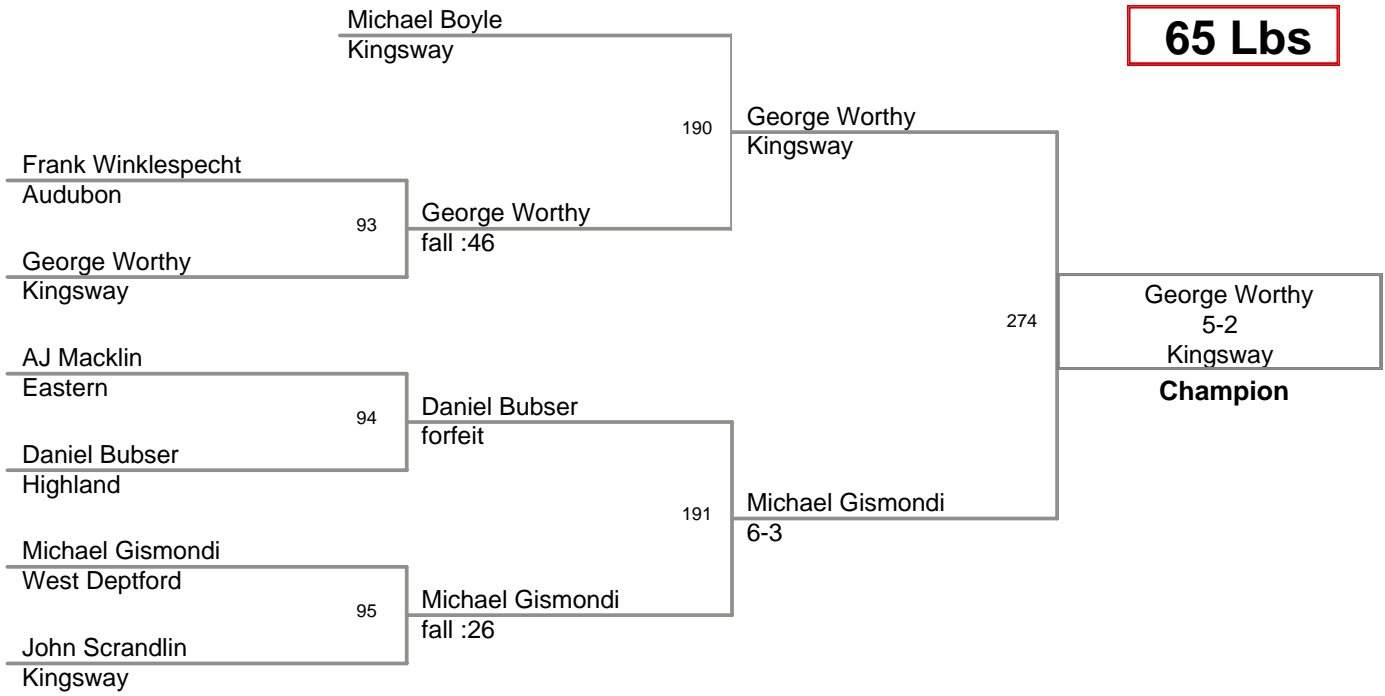 Michael Boyle
Kingsway
65 Lbs
190
George Worthy
Kingsway
Frank Winklespecht
Audubon
93
George Worthy
fall :46
George Worthy
Kingsway
274
George Worthy
5-2
Kingsway
Champion
AJ Macklin
Eastern
94
Daniel Bubser
forfeit
Daniel Bubser
Highland
191
Michael Gismondi
6-3
Michael Gismondi
West Deptford
95
Michael Gismondi
fall :26
John Scrandlin
Kingsway